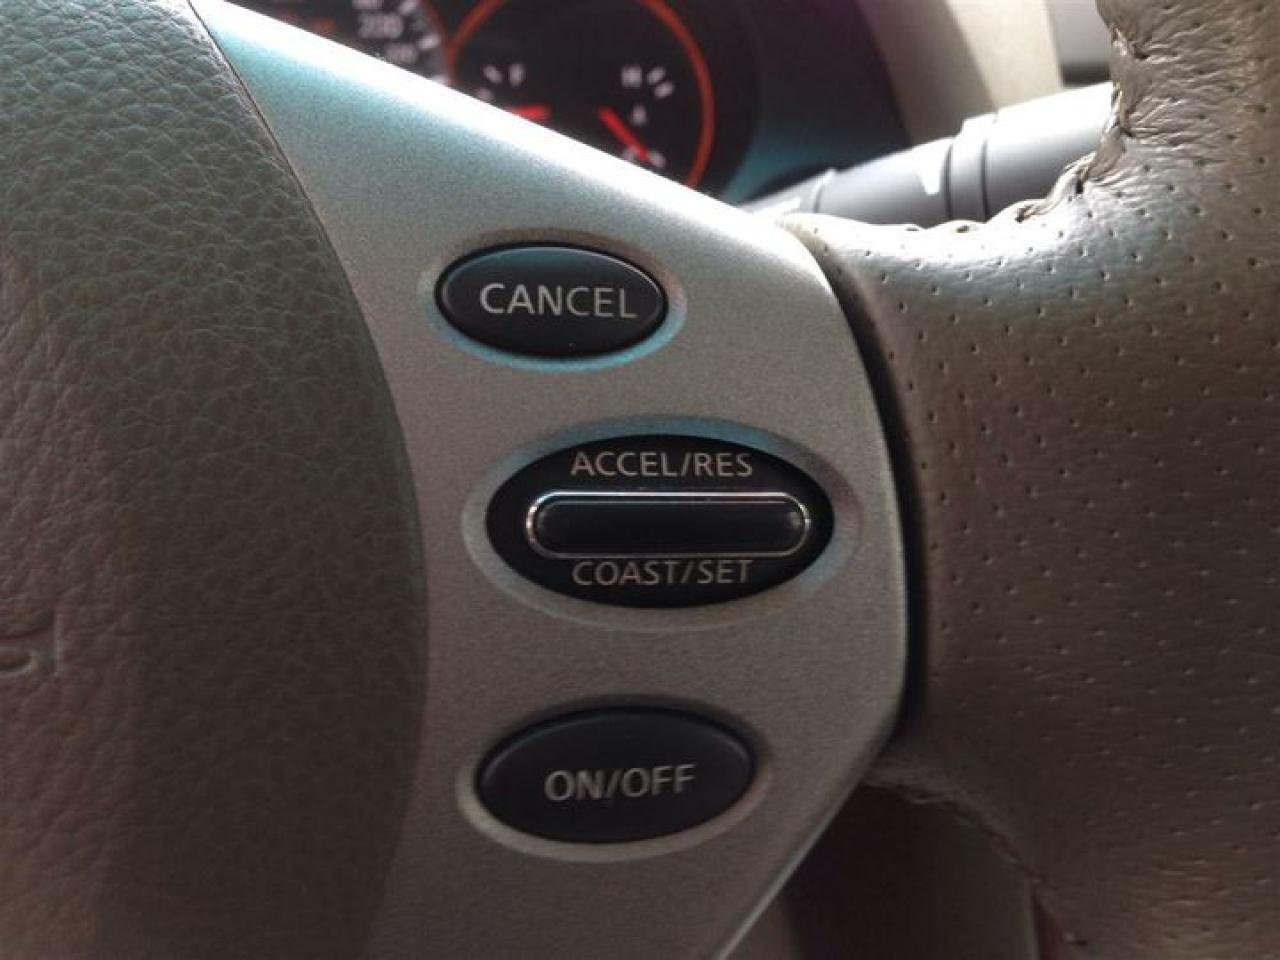 F
H
CANCEL
ACCEL/RES
COAST/SET
ON/OFF